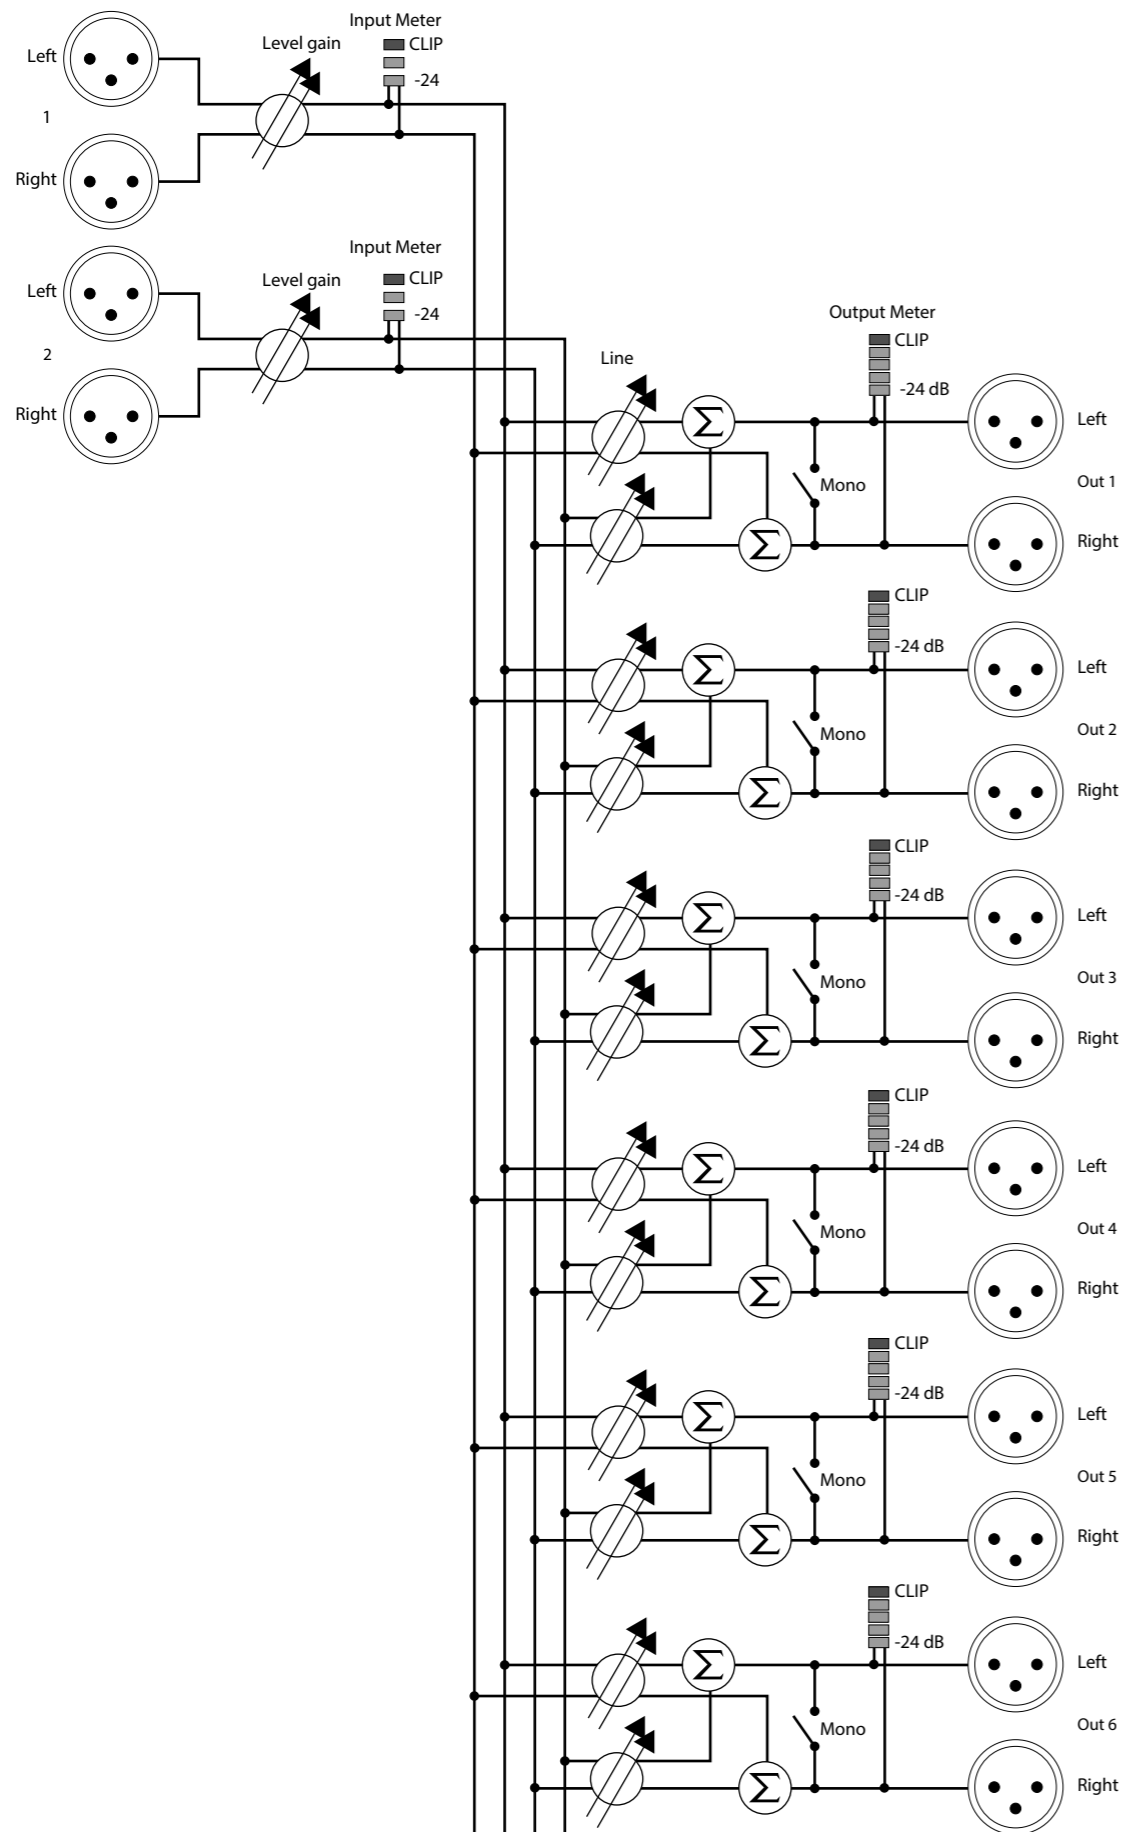 Input Meter
Level gain
CLIP
Left
-24
1
Right
Input Meter
Level gain
CLIP
Left
-24
2
Right
Output Meter
Line
CLIP
-24 dB
Left
Σ
Mono
Out 1
Σ
Right
CLIP
-24 dB
Left
Σ
Mono
Out 2
Σ
Right
CLIP
-24 dB
Left
Σ
Mono
Out 3
Σ
Right
CLIP
-24 dB
Left
Σ
Mono
Out 4
Σ
Right
CLIP
-24 dB
Left
Σ
Mono
Out 5
Σ
Right
CLIP
-24 dB
Left
Σ
Mono
Out 6
Σ
Right